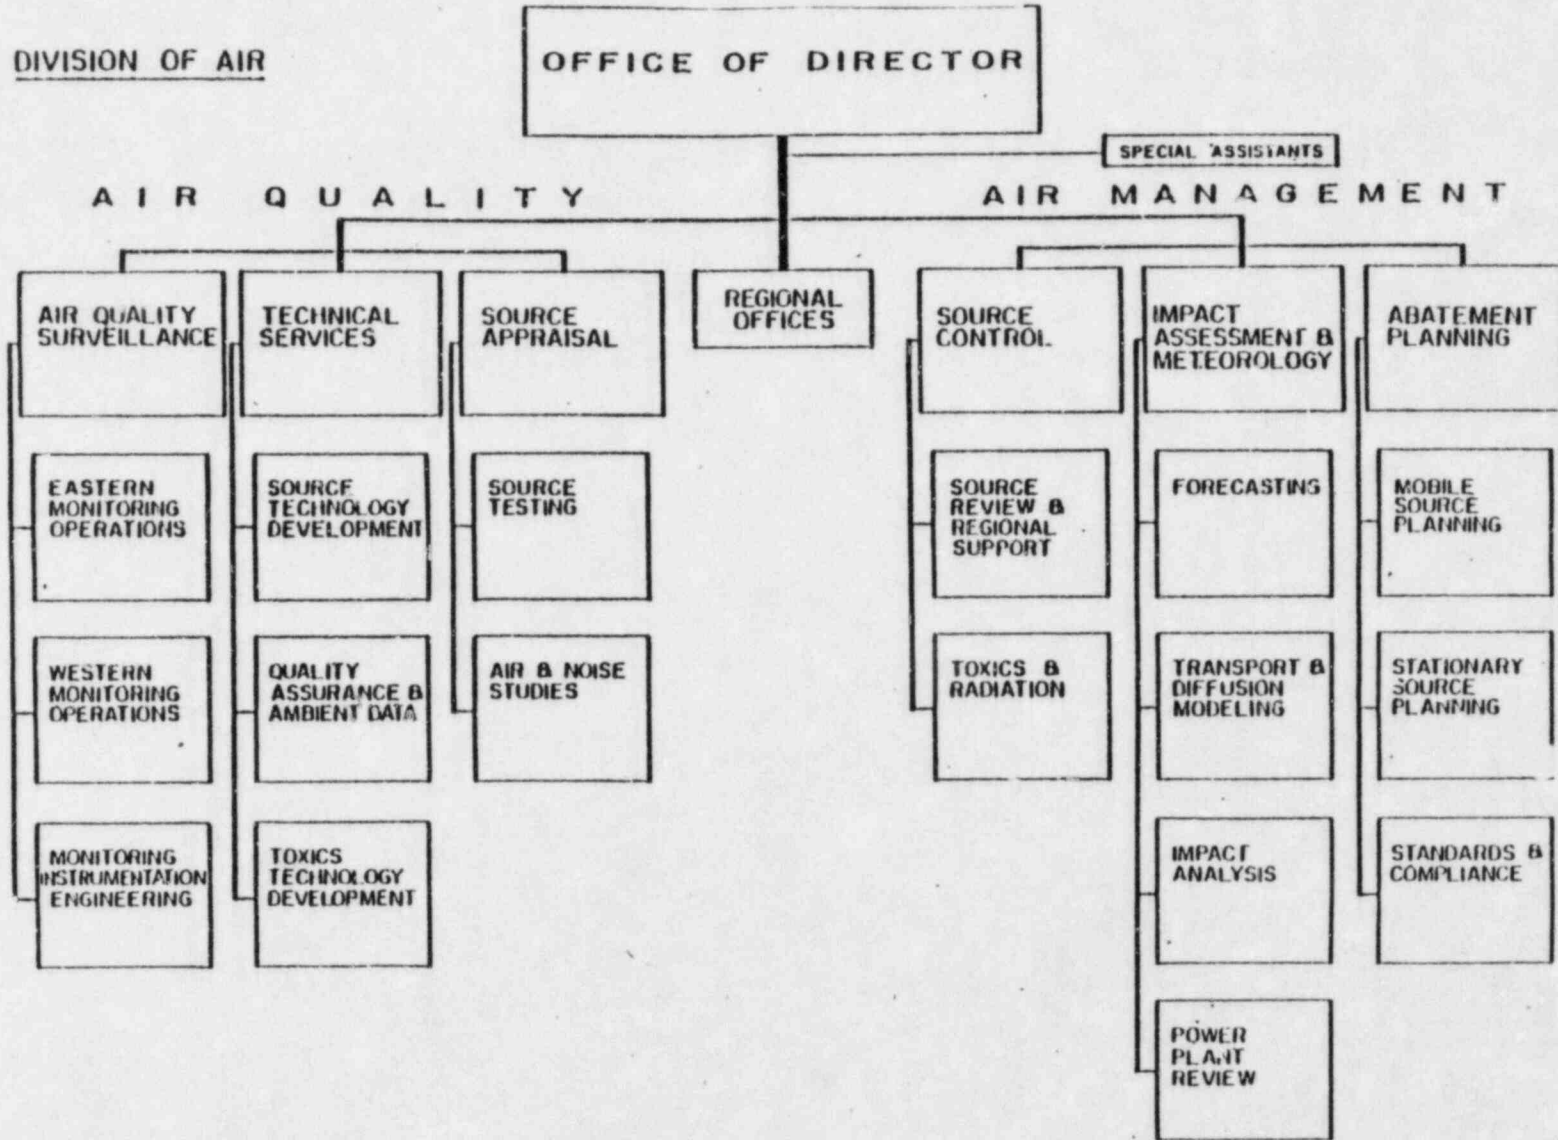 DIVISION OF AIR
OFFICE OF DIRECTOR
SPECIAL ASSISTANTS
AIR QUALITY
AIR MANAGEMENT
AIR QUALITY
SURVEILLANCE
TECHNICAL
SERVICES
SOURCE
APPRAISAL
REGIONAL
OFFICES
SOURCE
CONTROL
IMPACT
ASSESSMENT &
METEOROLOGY
ABATEMENT
PLANNING
EASTERN
MONITORING
OPERATIONS
SOURCE
TECHNOLOGY
DEVELOPMENT
SOURCE
TESTING
SOURCE
REVIEW &
REGIONAL
SUPPORT
FORECASTING
MOBILE
SOURCE
PLANNING
WESTERN
MONITORING
OPERATIONS
QUALITY
ASSURANCE &
AMBIENT DATA
AIR & NOISE
STUDIES
TOXICS &
RADIATION
TRANSPORT &
DIFFUSION
MODELING
STATIONARY
SOURCE
PLANNING
MONITORING
INSTRUMENTATION
ENGINEERING
TOXICS
TECHNOLOGY
DEVELOPMENT
IMPACT
ANALYSIS
STANDARDS &
COMPLIANCE
POWER
PLANT
REVIEW